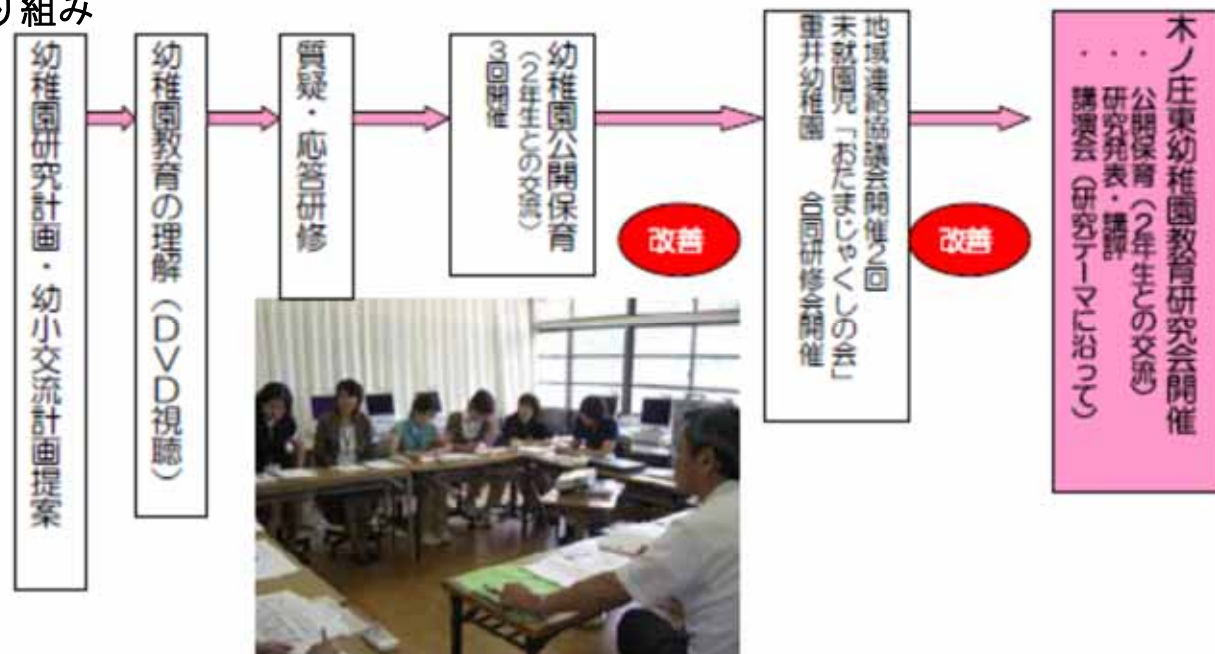 り組み
幼稚園研究計画・幼小交流計画提案
幼稚園教育の理解（DVD視聴）
質疑・応答研修
幼稚園公開保育
（2年生との交流）
3回開催
改善
地域連絡協議会開催2回
未就園児「おたまじゃくしの会」
重井幼稚園　合同研修会開催
改善
木ノ庄東幼稚園教育研究会開催
・公開保育（2年生との交流）
・研究発表・講評
・講演会（研究テーマに沿って）